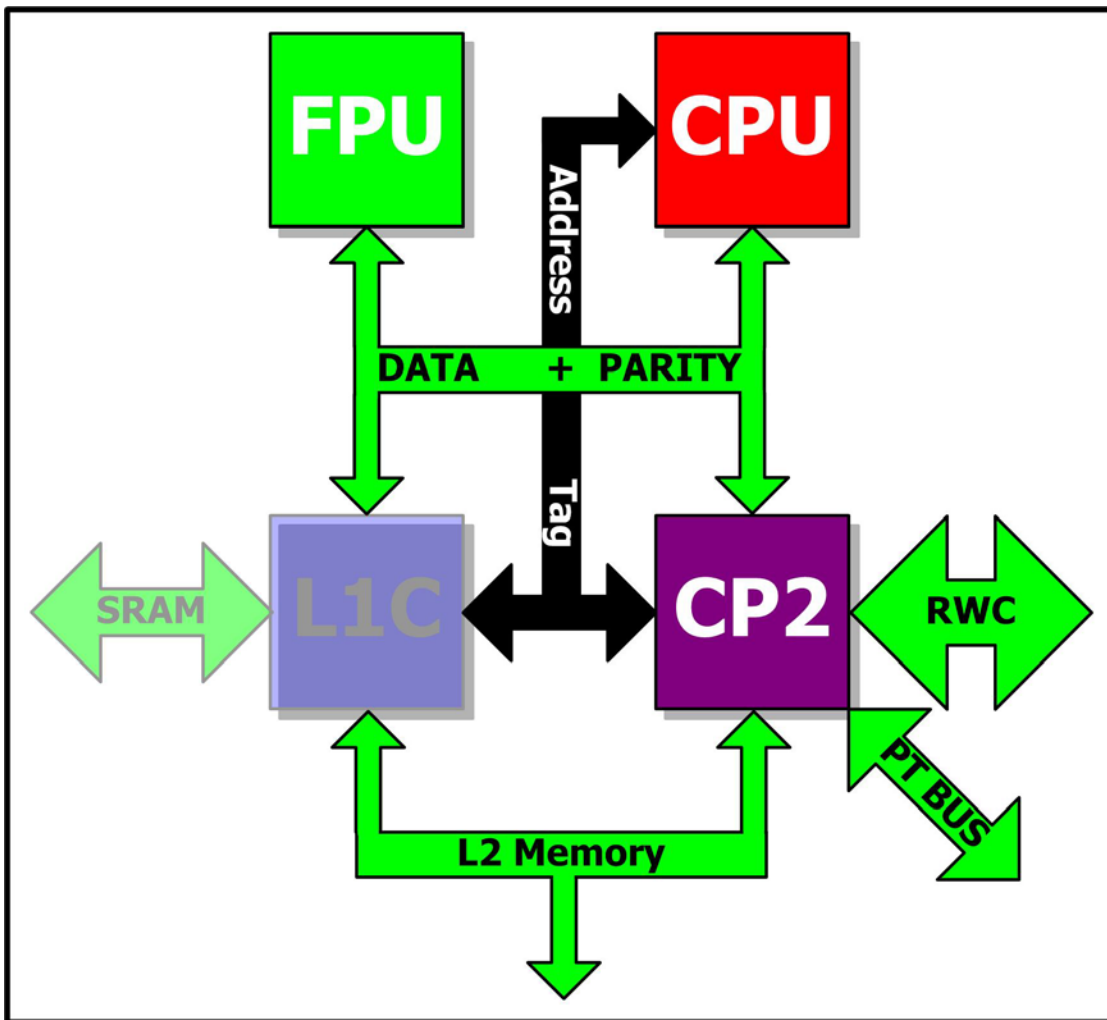 FPU
CPU
Address
DATA + PARITY
Tag
SRAM
L1C
CP2
RWC
PT BUS
L2 Memory